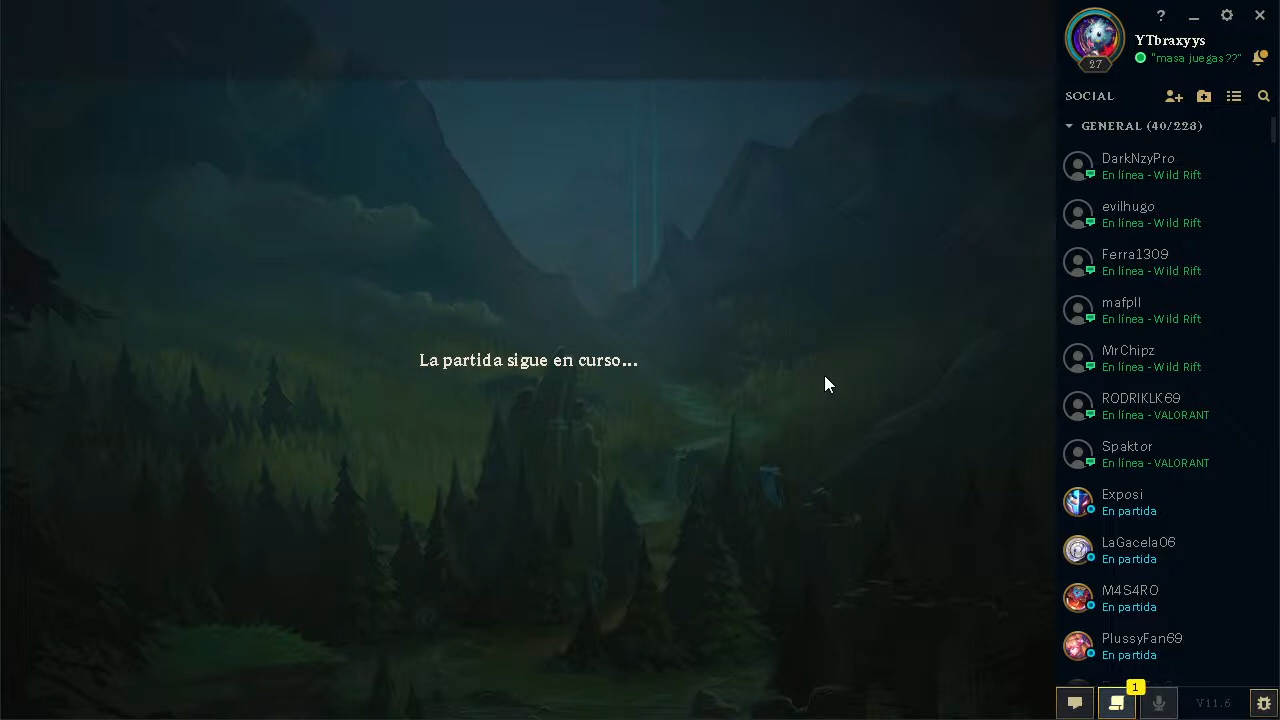 ?
YTbraxyys
27
"masa juegas??"
SOCIAL
GENERAL (40/228)
DarkNzyPro
En línea - Wild Rift
evilhugo
En línea - Wild Rift
Ferra1309
En línea - Wild Rift
mafpll
En línea - Wild Rift
MrChipz
En línea - Wild Rift
La partida sigue en curso...
RODRIKLK69
En línea - VALORANT
Spaktor
En línea - VALORANT
Exposi
En partida
LaGacela06
En partida
M4S4RO
En partida
PlussyFan69
En partida
1
V11.6